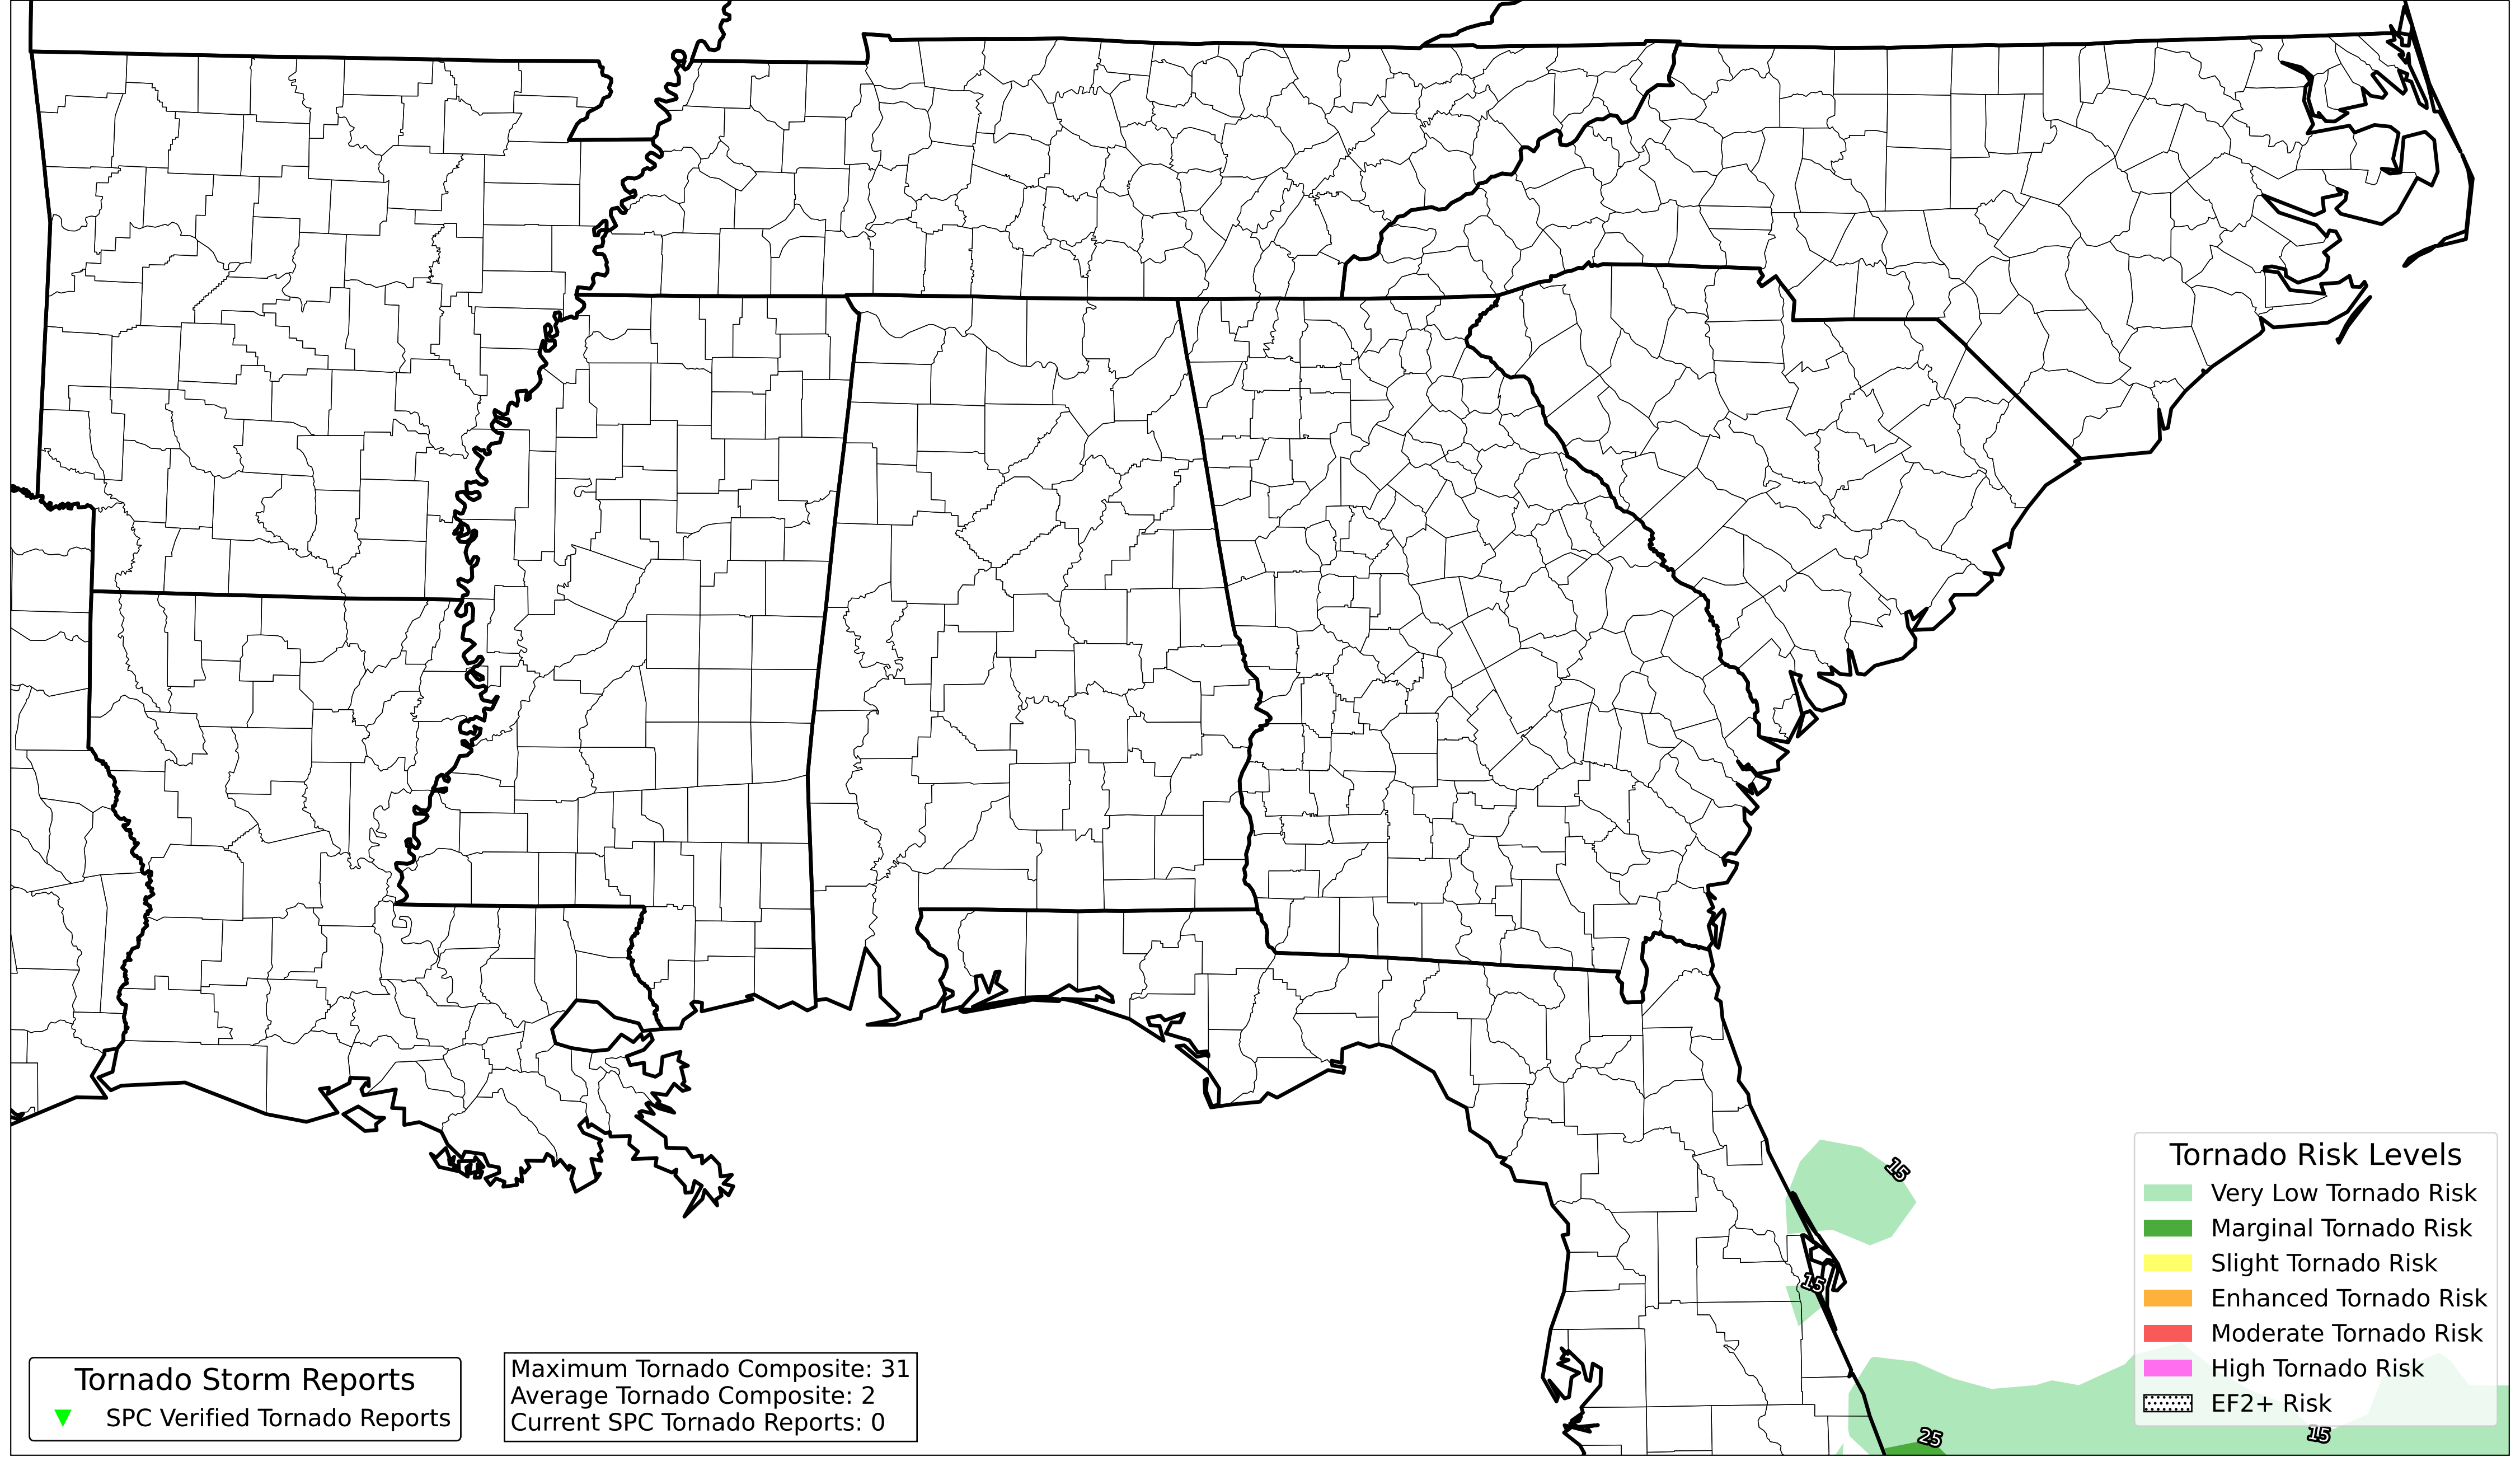 15
15
Tornado Risk Levels
Very Low Tornado Risk
Marginal Tornado Risk
Slight Tornado Risk
Enhanced Tornado Risk
Moderate Tornado Risk
High Tornado Risk
EF2+ Risk
Tornado Storm Reports
SPC Verified Tornado Reports
Maximum Tornado Composite: 31
Average Tornado Composite: 2
Current SPC Tornado Reports: 0
25
15